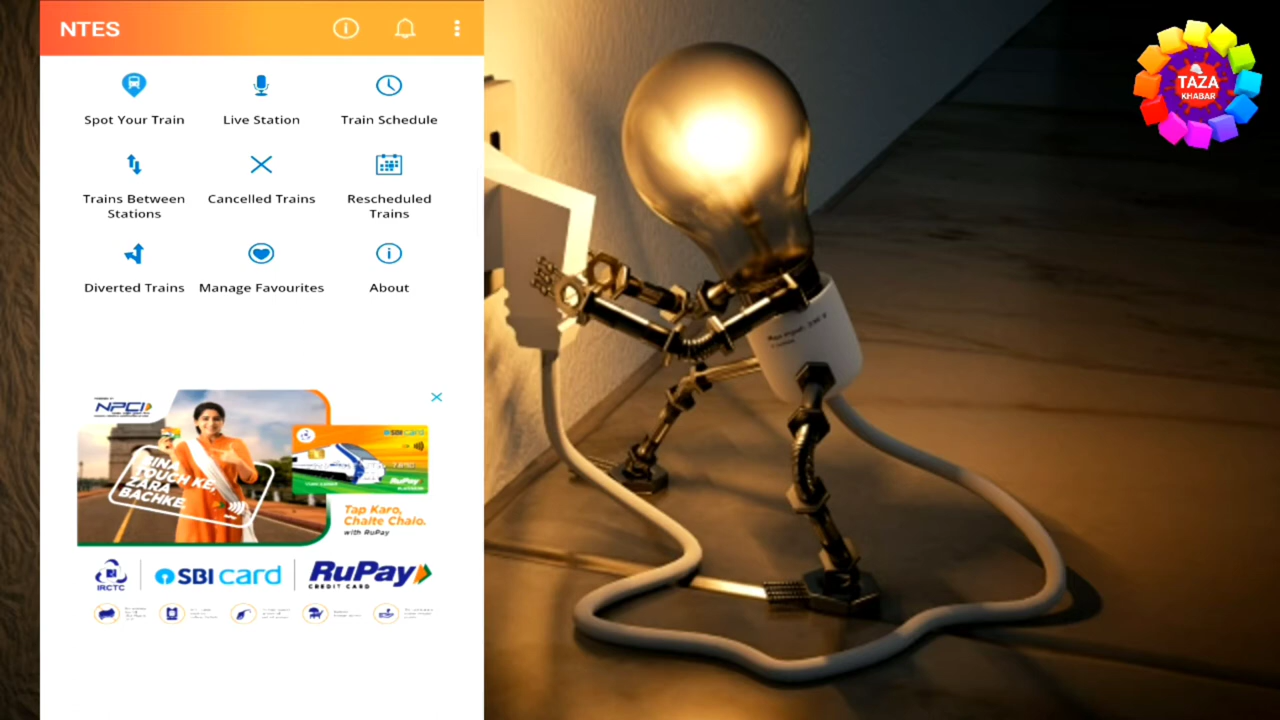 NTES
Spot Your Train
Live Station
Train Schedule
Trains Between
Stations
Cancelled Trains
Rescheduled
Trains
Diverted Trains
Manage Favourites
About
NPCI
BINA
TOUCH KE,
ZARA
BACHKE
SBI card
RuPay
Tap Karo,
Chalte Chalo.
with RuPay
IRCTC
SBI card
RuPay
CREDIT CARD
TAZA
KHABAR